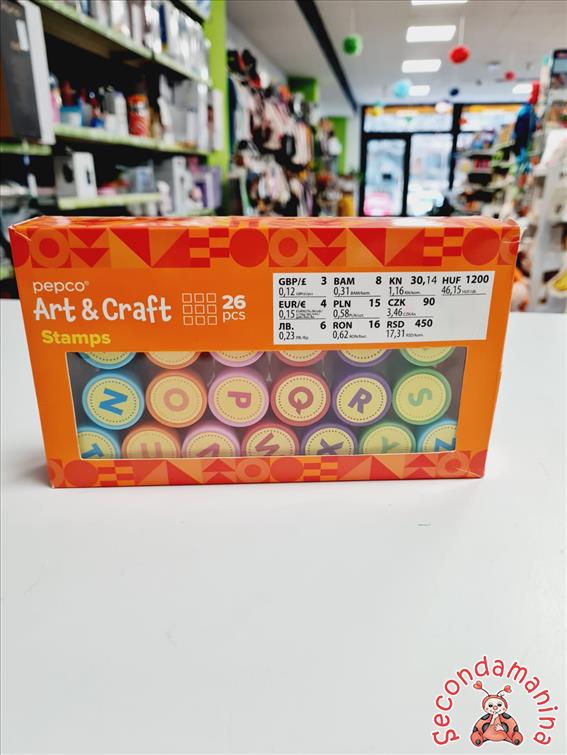 pepco®
Art & Craft
26
pcs
Stamps
GBP/£ 3
0,12
EUR/€ 4
0,15
ЛВ. 6
0,23
BAM 8
0,31
PLN 15
0,58
RON 16
0,62
KN 30,14
1,16
CZK 90
3,46
RSD 450
17,31
HUF 1200
46,15
N O P Q R S
T U V W X Y Z
Secondamanina